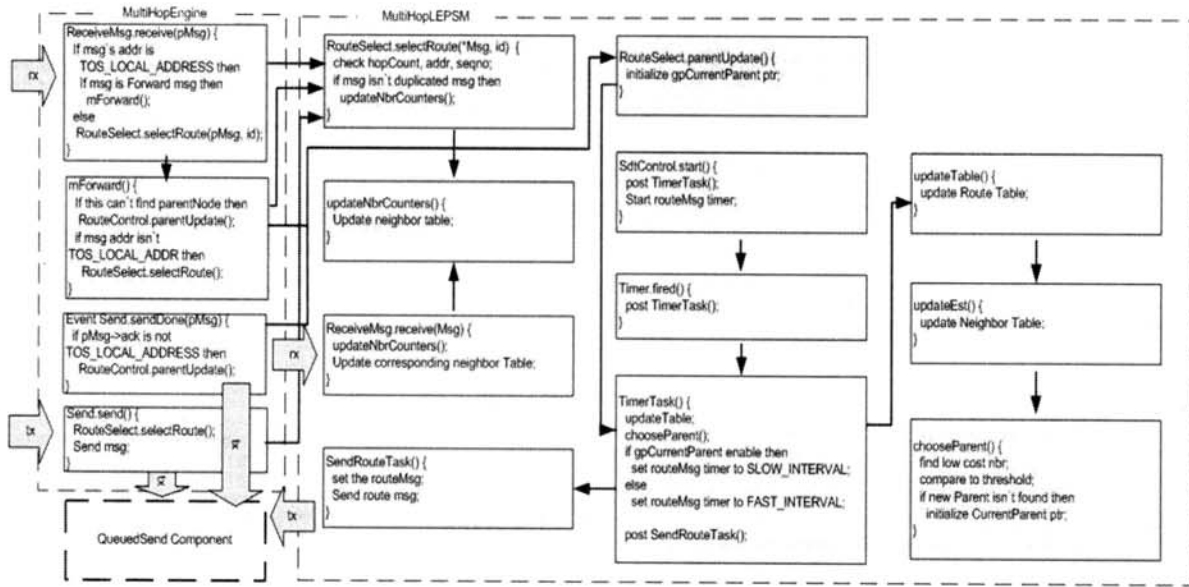 MultiHopEngine
MultiHopLEPSM
ReceiveMsg.receive(pMsg) {
If msg`s addr is
TOS_LOCAL_ADDRESS then
If msg is Forward msg then
mForward();
else
RouteSelect.selectRoute(pMsg, id);
}
rx
mForward() {
If this can`t find parentNode then
RouteControl.parentUpdate();
if msg addr isn`t
TOS_LOCAL_ADDR then
RouteSelect.selectRoute();
}
Event Send.sendDone(pMsg) {
if pMsg->ack is not
TOS_LOCAL_ADDRESS then
RouteControl.parentUpdate();
}
tx
Send.send() {
RouteSelect.selectRoute();
Send msg;
}
tx
tx
QueuedSend Component
RouteSelect.selectRoute(*Msg, id) {
check hopCount, addr, seqno;
if msg isn`t duplicated msg then
updateNbrCounters();
}
updateNbrCounters() {
Update neighbor table;
}
rx
ReceiveMsg.receive(Msg) {
updateNbrCounters();
Update corresponding neighbor Table;
}
SendRouteTask() {
set the routeMsg;
Send route msg;
}
tx
RouteSelect.parentUpdate() {
initialize gpCurrentParent ptr;
}
SdtControl.start() {
post TimerTask();
Start routeMsg timer;
}
Timer.fired() {
post TimerTask();
}
TimerTask() {
updateTable;
chooseParent();
if gpCurrentParent enable then
set routeMsg timer to SLOW_INTERVAL;
else
set routeMsg timer to FAST_INTERVAL;
post SendRouteTask();
updateTable() {
update Route Table;
}
updateEst() {
update Neighbor Table;
}
chooseParent() {
find low cost nbr;
compare to threshold;
if new Parent isn`t found then
initialize CurrentParent ptr;
}